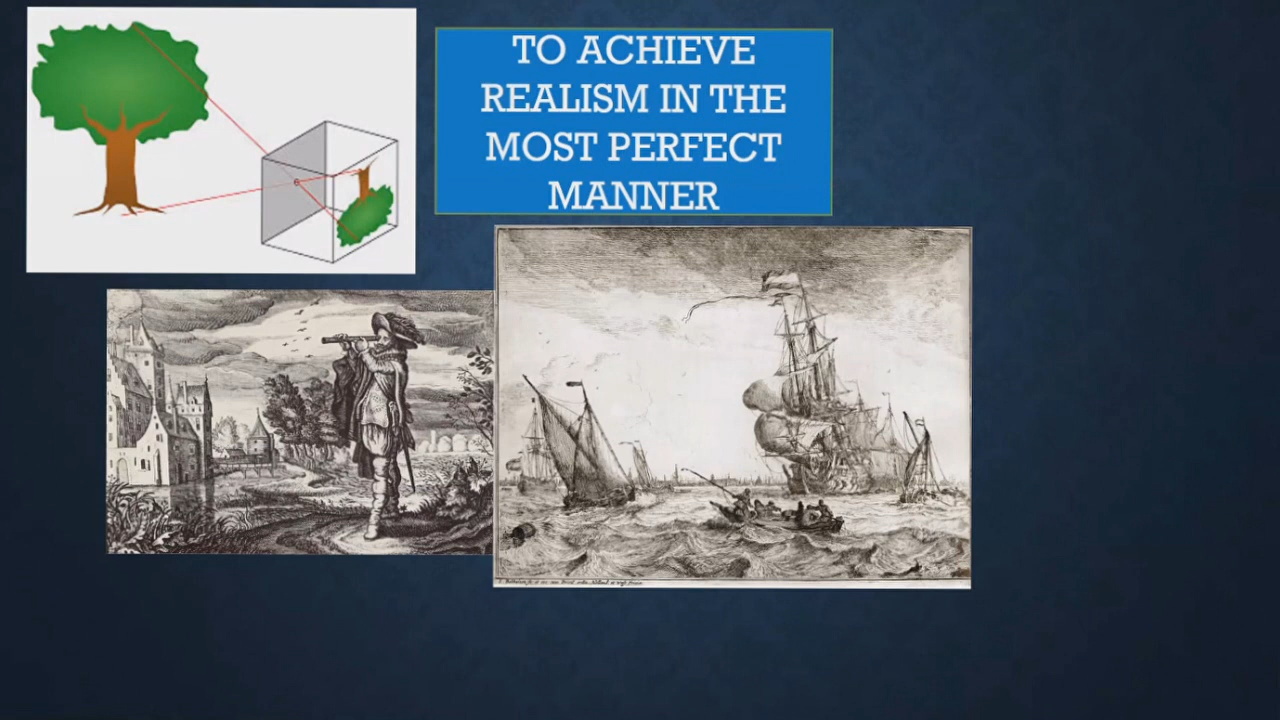 TO ACHIEVE
REALISM IN THE
MOST PERFECT
MANNER